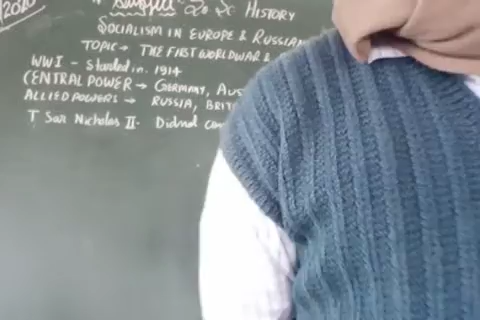 /2020
HISTORY
SOCIALISM IN EUROPE & RUSSIAN
TOPIC → THE FIRST WORLD WAR &
WWI - started in 1914
CENTRAL POWER → GERMANY, AUS
ALLIED POWERS → RUSSIA, BRIT
T Sar Nicholas II - Did not con